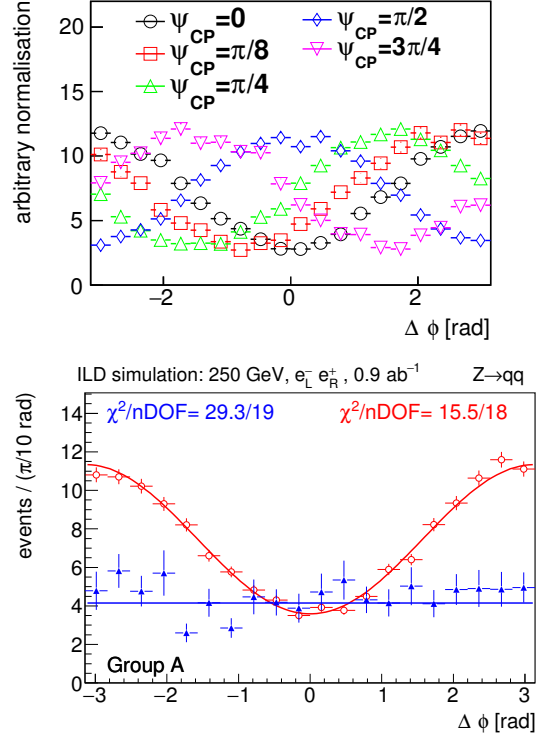 ψCP=0 ψCP=π/2
ψCP=π/8 ψCP=3π/4
ψCP=π/4
arbitrary normalisation
20
15
10
5
0
−2 0 2
Δ ϕ [rad]
ILD simulation: 250 GeV, e⁻L e⁺R , 0.9 ab⁻¹ Z→qq
χ²/nDOF= 29.3/19 χ²/nDOF= 15.5/18
events / (π/10 rad)
14
12
10
8
6
4
2
0
Group A
−3 −2 −1 0 1 2 3
Δ ϕ [rad]